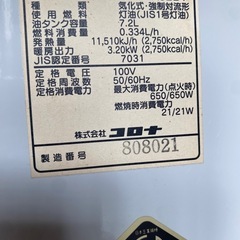 種類 気化式・強制対流形
使用燃料 灯油(JIS1号灯油)
油タンク容量 7.2L
燃料消費量 0.334L/h
発熱量 11,510kJ/h (2,750kcal/h)
暖房出力 3.20kW (2,750kcal/h)
JIS認定番号 7031
定格電圧 100V
定格周波数 50/60Hz
定格消費電力 最大消費電力(点火時)
650/650W
燃焼時消費電力
21/21W
株式会社 コロナ
製造番号 808021